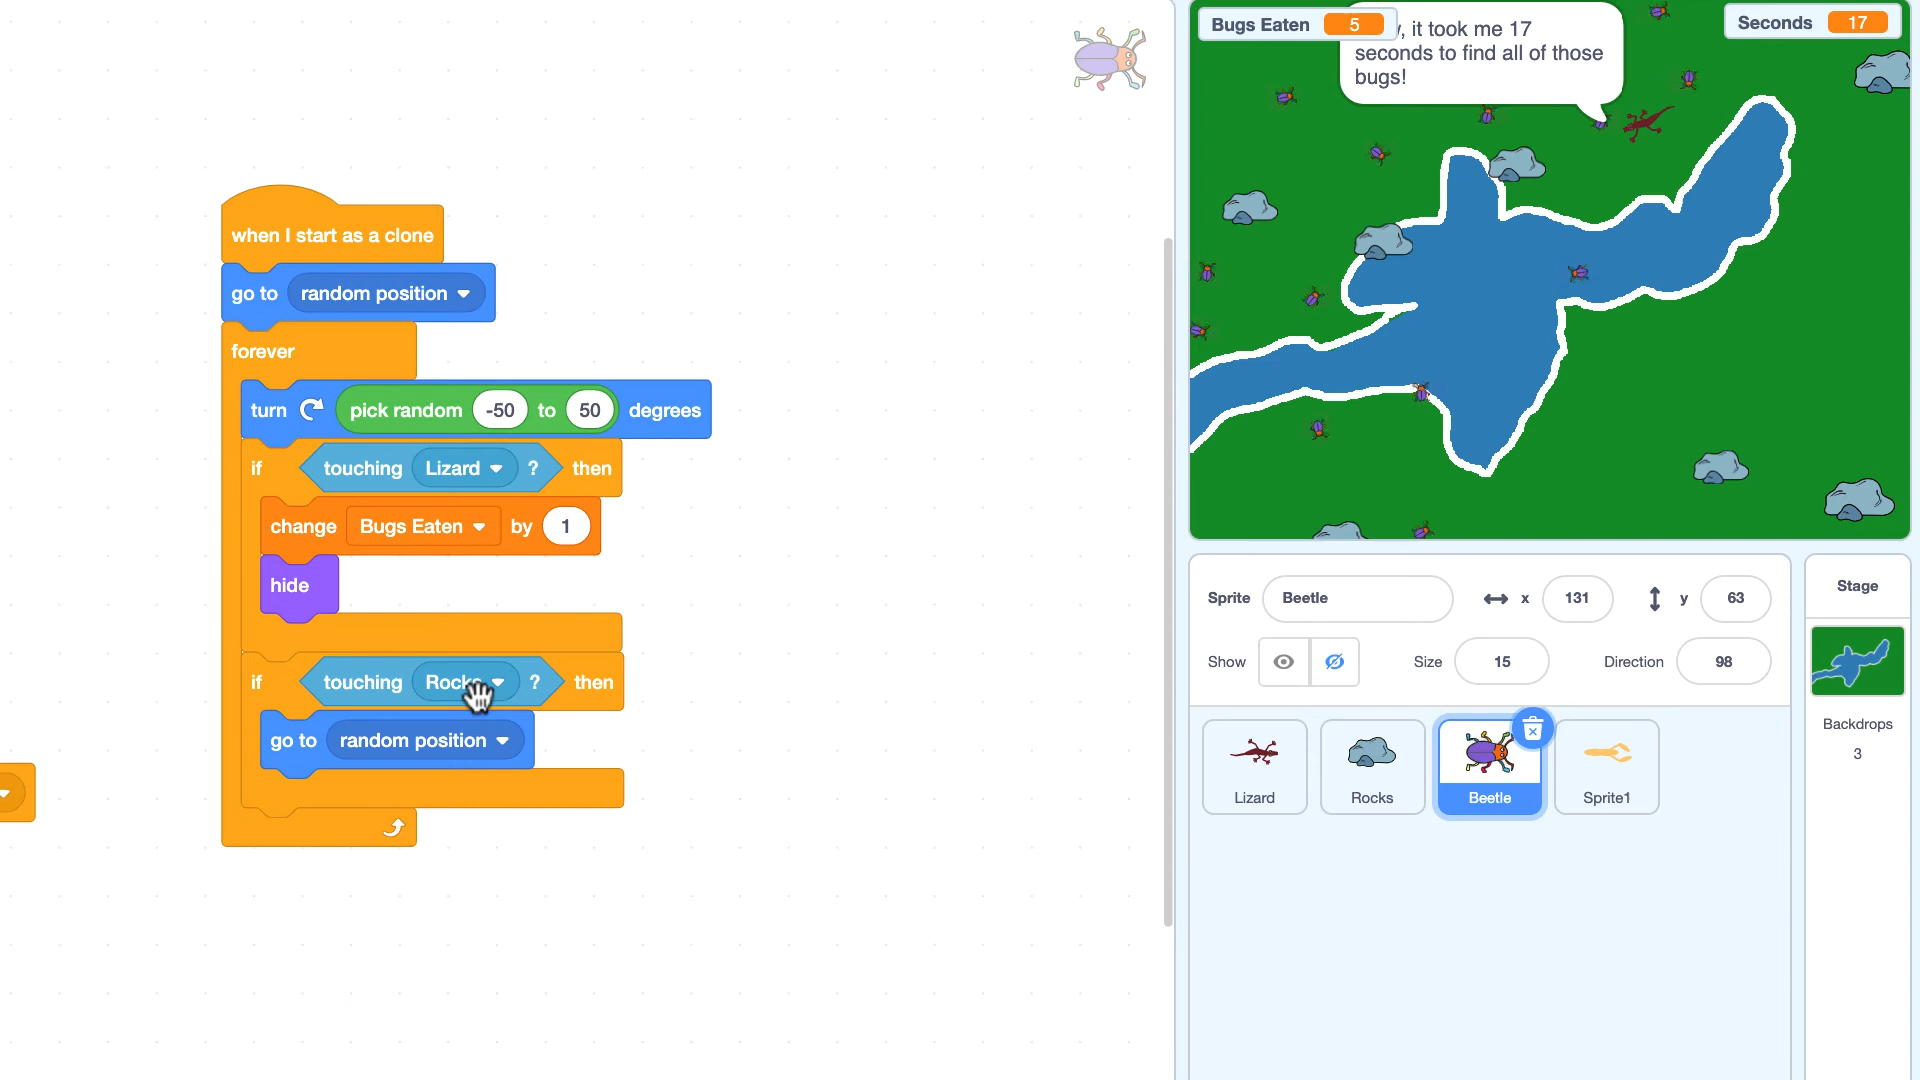 when I start as a clone
go to random position
forever
turn pick random -50 to 50 degrees
if touching Lizard ? then
change Bugs Eaten by 1
hide
if touching Rocks ? then
go to random position
Bugs Eaten 5
Seconds 17
, it took me 17
seconds to find all of those
bugs!
Sprite Beetle x 131 y 63
Show Size 15 Direction 98
Lizard
Rocks
Beetle
Sprite1
Stage
Backdrops
3